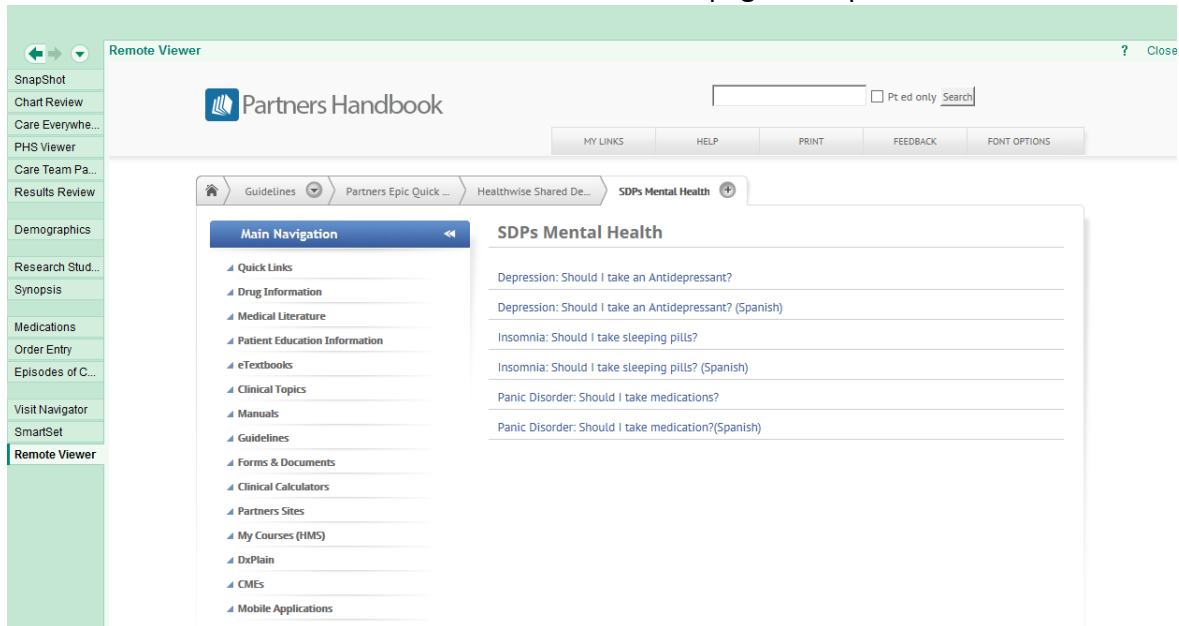 Remote Viewer
? Close
SnapShot
Chart Review
Care Everywhe...
PHS Viewer
Care Team Pa...
Results Review
Demographics
Research Stud...
Synopsis
Medications
Order Entry
Episodes of C...
Visit Navigator
SmartSet
Remote Viewer
Partners Handbook
Pt ed only Search
MY LINKS HELP PRINT FEEDBACK FONT OPTIONS
Guidelines Partners Epic Quick ... Healthwise Shared De... SDPs Mental Health
Main Navigation
Quick Links
Drug Information
Medical Literature
Patient Education Information
eTextbooks
Clinical Topics
Manuals
Guidelines
Forms & Documents
Clinical Calculators
Partners Sites
My Courses (HMS)
DxPlain
CMEs
Mobile Applications
SDPs Mental Health
Depression: Should I take an Antidepressant?
Depression: Should I take an Antidepressant? (Spanish)
Insomnia: Should I take sleeping pills?
Insomnia: Should I take sleeping pills? (Spanish)
Panic Disorder: Should I take medications?
Panic Disorder: Should I take medication?(Spanish)